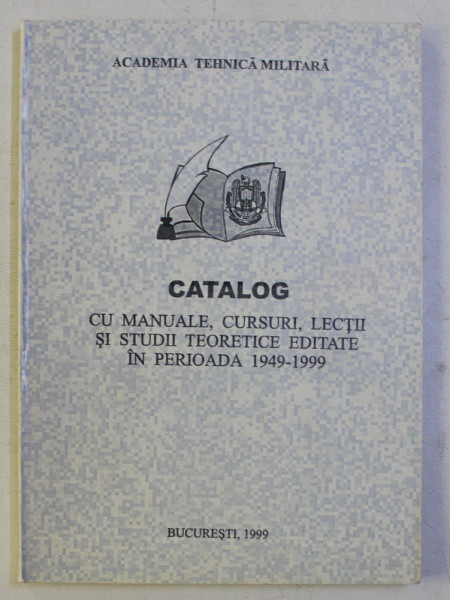 ACADEMIA TEHNICĂ MILITARĂ
CATALOG
CU MANUALE, CURSURI, LECŢII
ŞI STUDII TEORETICE EDITATE
ÎN PERIOADA 1949-1999
BUCUREŞTI, 1999